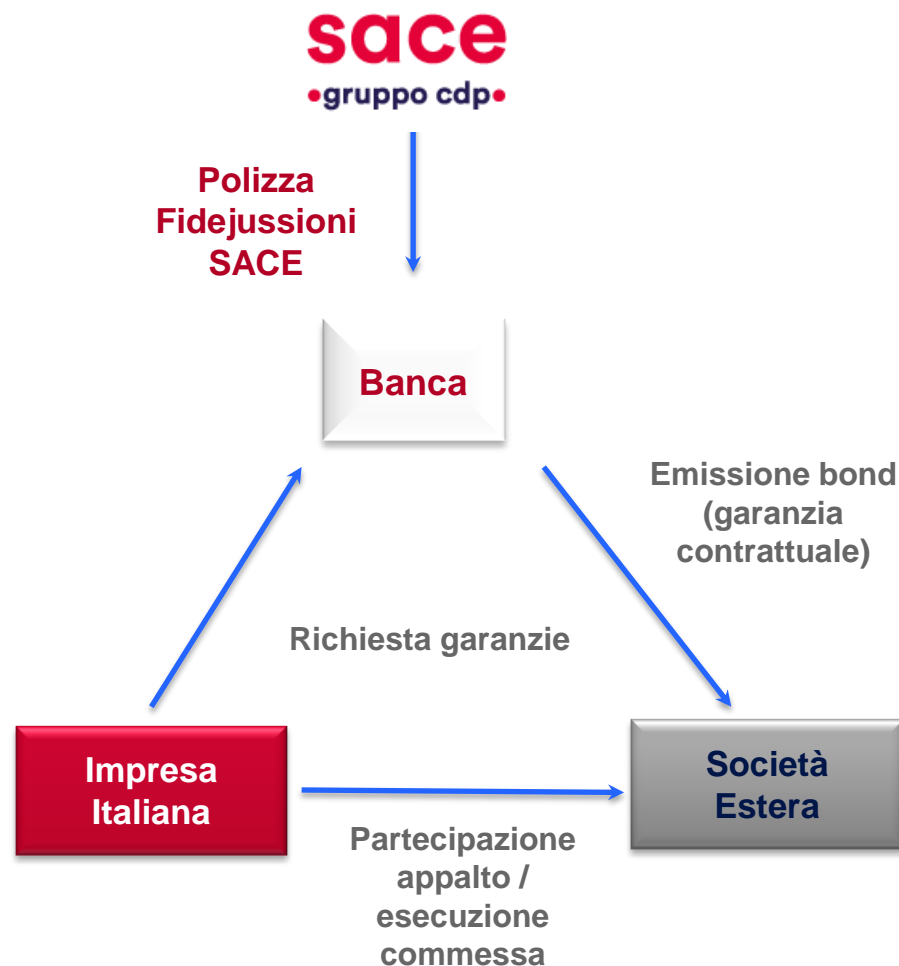 sace
•gruppo cdp•
Polizza
Fidejussioni
SACE
Banca
Emissione bond
(garanzia
contrattuale)
Richiesta garanzie
Impresa
Italiana
Società
Estera
Partecipazione
appalto /
esecuzione
commessa